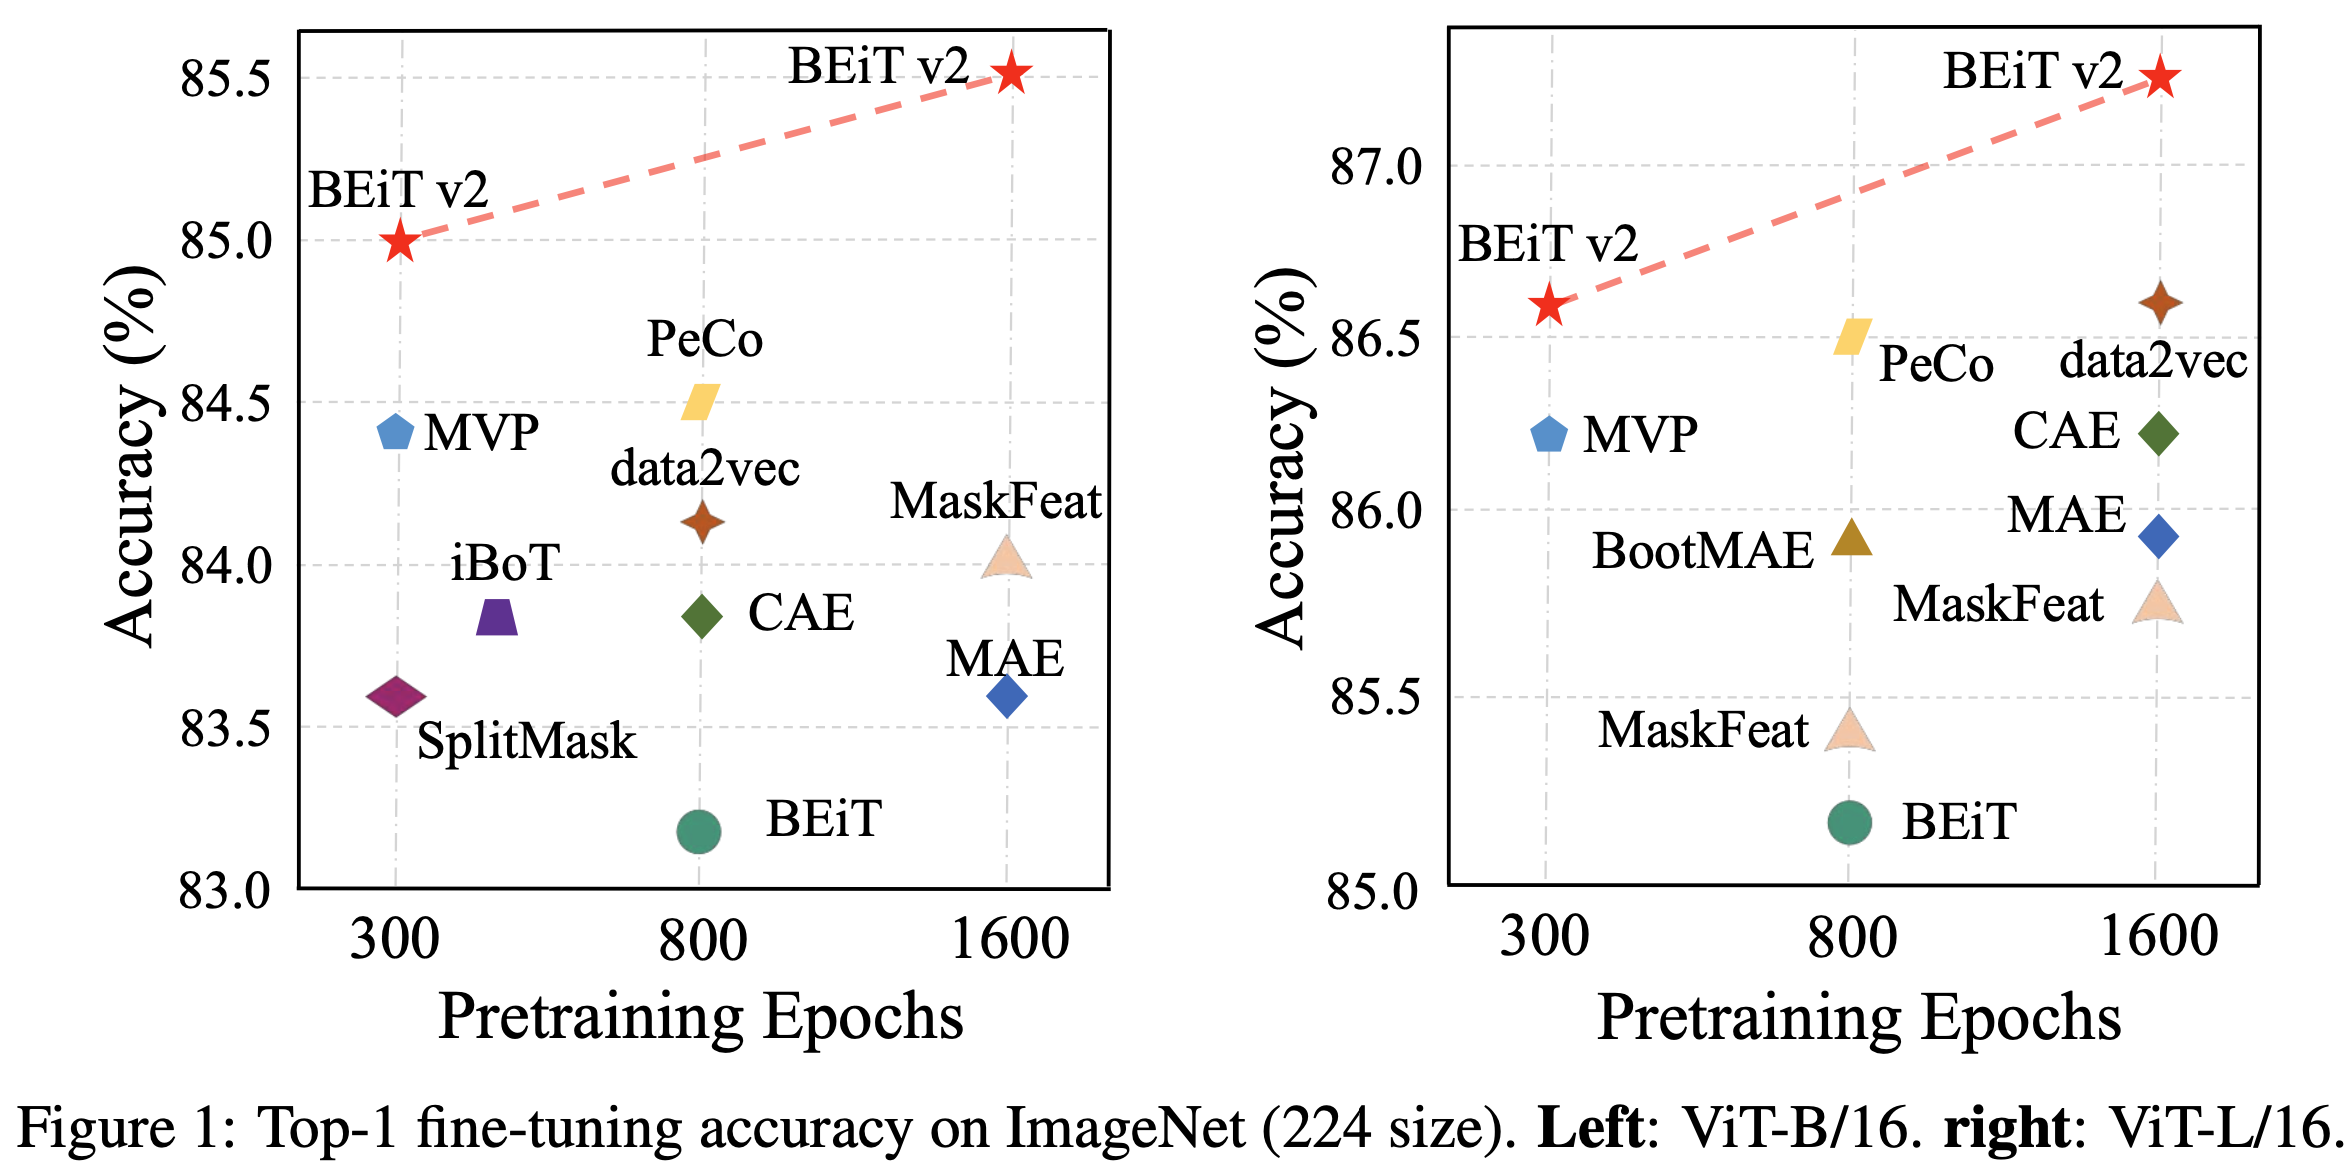 BEiT v2
85.5
BEiT v2
85.0
PeCo
84.5
MVP
data2vec
MaskFeat
iBoT
84.0
CAE
MAE
83.5
SplitMask
BEiT
83.0
300
800
1600
Accuracy (%)
Pretraining Epochs
BEiT v2
87.0
BEiT v2
86.5
PeCo
data2vec
MVP
CAE
86.0
MAE
BootMAE
MaskFeat
85.5
MaskFeat
BEiT
85.0
300
800
1600
Accuracy (%)
Pretraining Epochs
Figure 1: Top-1 fine-tuning accuracy on ImageNet (224 size). Left: ViT-B/16. right: ViT-L/16.